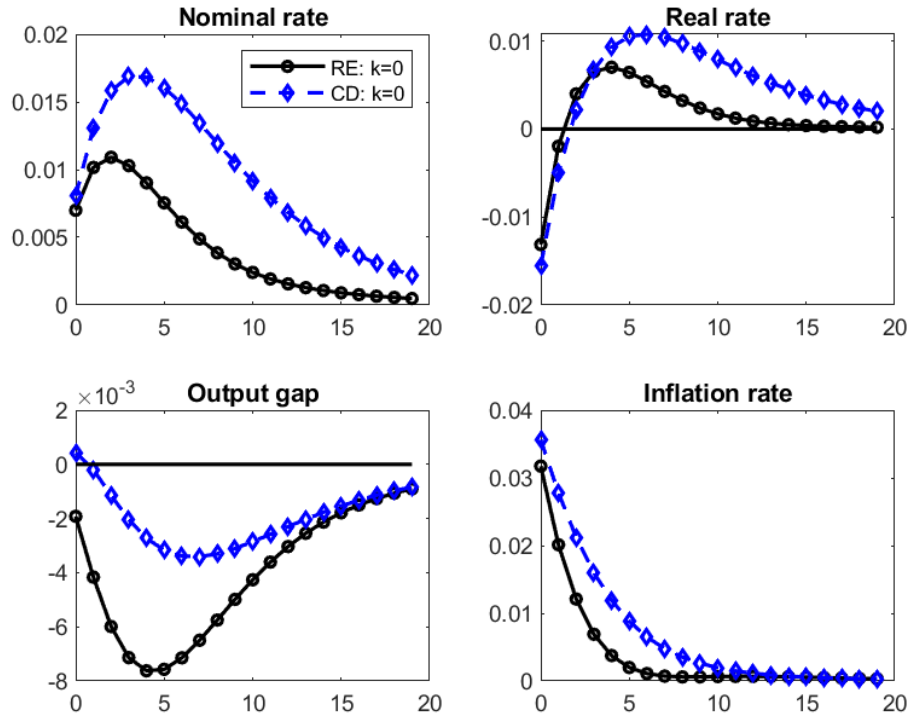 Nominal rate
0.02
0.015
0.01
0.005
0
0 5 10 15 20
RE: k=0
CD: k=0
Real rate
0.01
0
-0.01
-0.02
0 5 10 15 20
Output gap
×10⁻³
2
0
-2
-4
-6
-8
0 5 10 15 20
Inflation rate
0.04
0.03
0.02
0.01
0
0 5 10 15 20